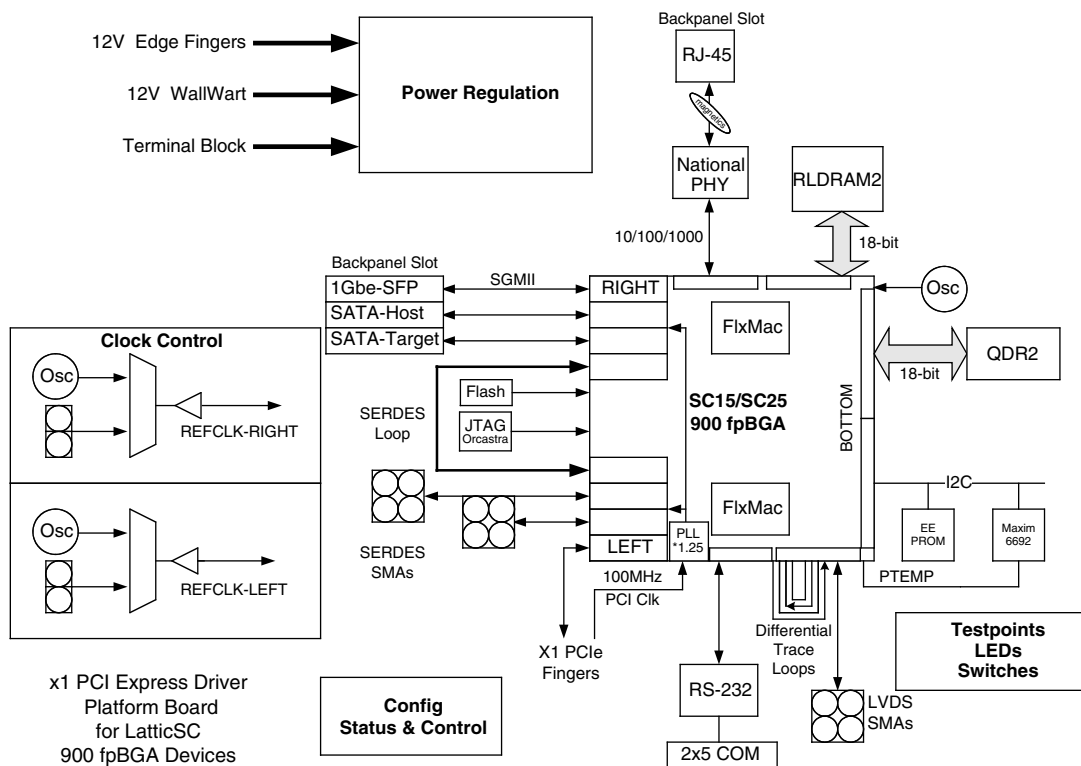 Backpanel Slot
12V  Edge Fingers
12V  WallWart
Terminal Block
Power Regulation
RJ-45
magnetics
National
PHY
RLDRAM2
10/100/1000
18-bit
Backpanel Slot
1Gbe-SFP
SGMII
RIGHT
SATA-Host
SATA-Target
Osc
FlxMac
QDR2
18-bit
Clock Control
Osc
REFCLK-RIGHT
Osc
REFCLK-LEFT
SERDES
Loop
Flash
JTAG
Orcastra
SC15/SC25
900 fpBGA
BOTTOM
I2C
FlxMac
EE
PROM
Maxim
6692
SERDES
SMAs
LEFT
PLL
*1.25
PTEMP
100MHz
PCI Clk
X1 PCIe
Fingers
Differential
Trace
Loops
Testpoints
LEDs
Switches
RS-232
LVDS
SMAs
2x5 COM
x1 PCI Express Driver
Platform Board
for LatticSC
900 fpBGA Devices
Config
Status & Control